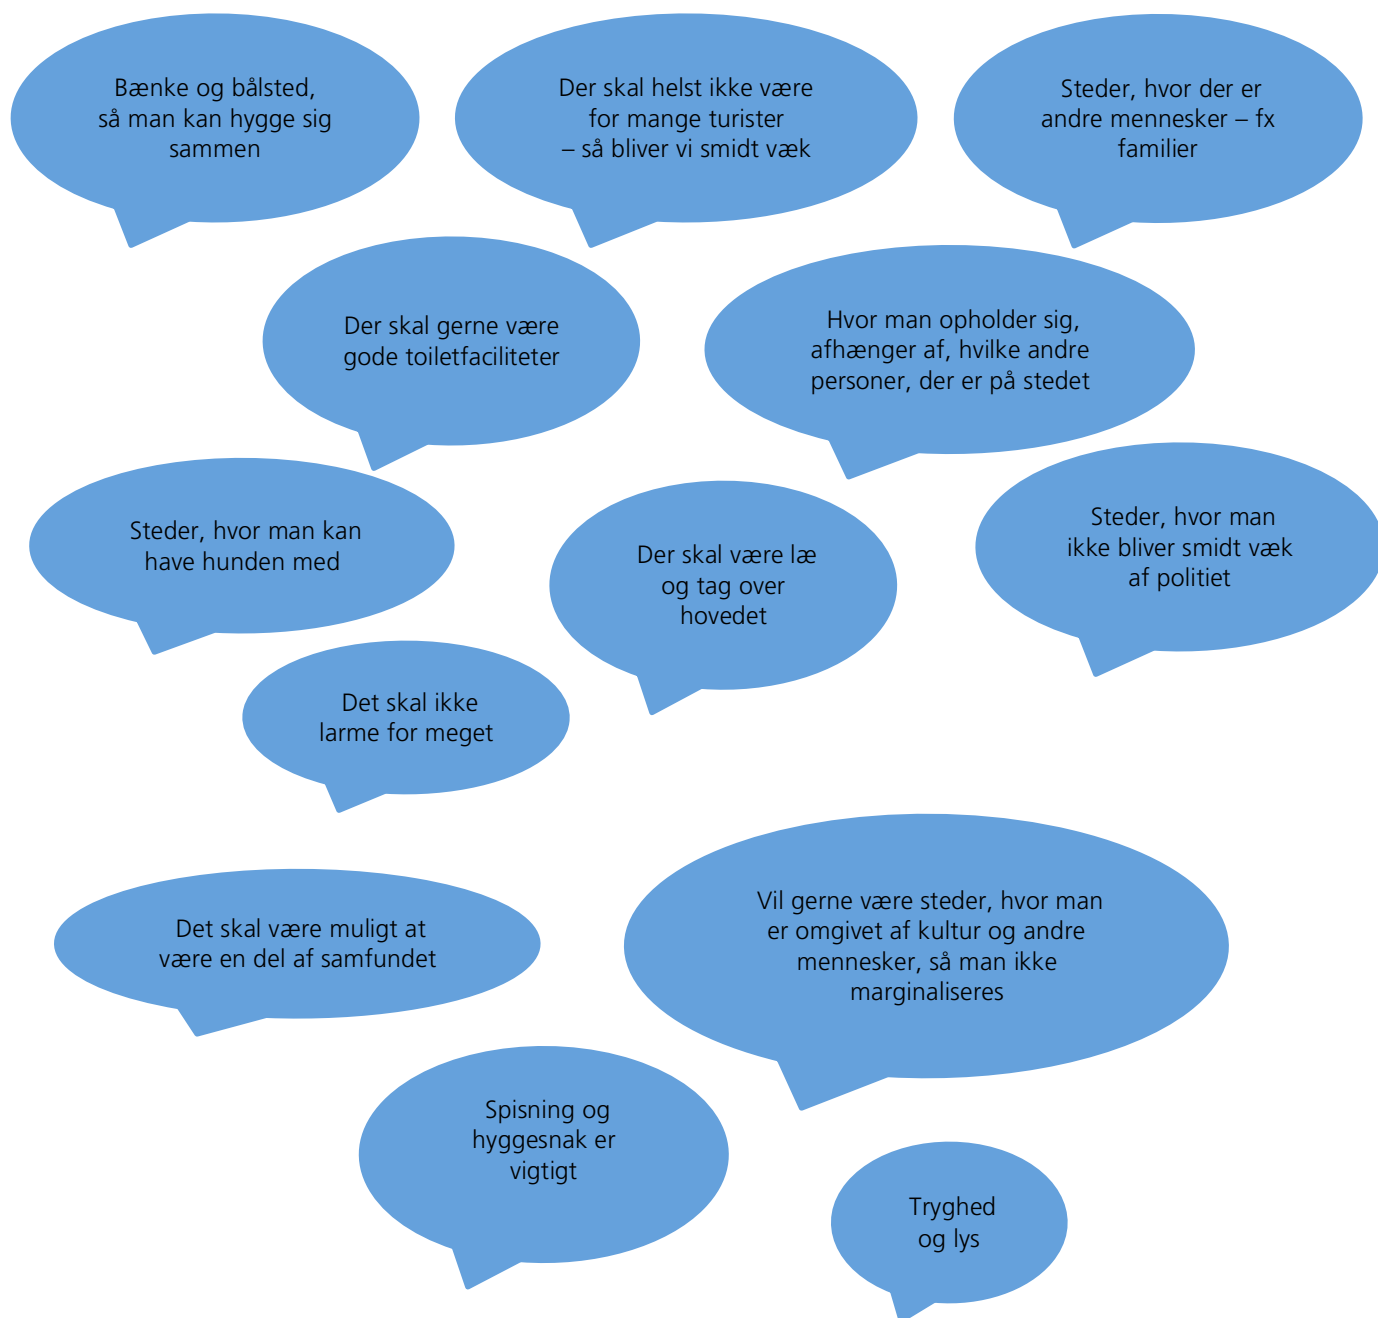 Bænke og bålsted,
så man kan hygge sig
sammen
Der skal helst ikke være
for mange turister
– så bliver vi smidt væk
Steder, hvor der er
andre mennesker – fx
familier
Der skal gerne være
gode toiletfaciliteter
Hvor man opholder sig,
afhænger af, hvilke andre
personer, der er på stedet
Steder, hvor man kan
have hunden med
Der skal være læ
og tag over
hovedet
Steder, hvor man
ikke bliver smidt væk
af politiet
Det skal ikke
larme for meget
Det skal være muligt at
være en del af samfundet
Vil gerne være steder, hvor man
er omgivet af kultur og andre
mennesker, så man ikke
marginaliseres
Spisning og
hyggesnak er
vigtigt
Tryghed
og lys